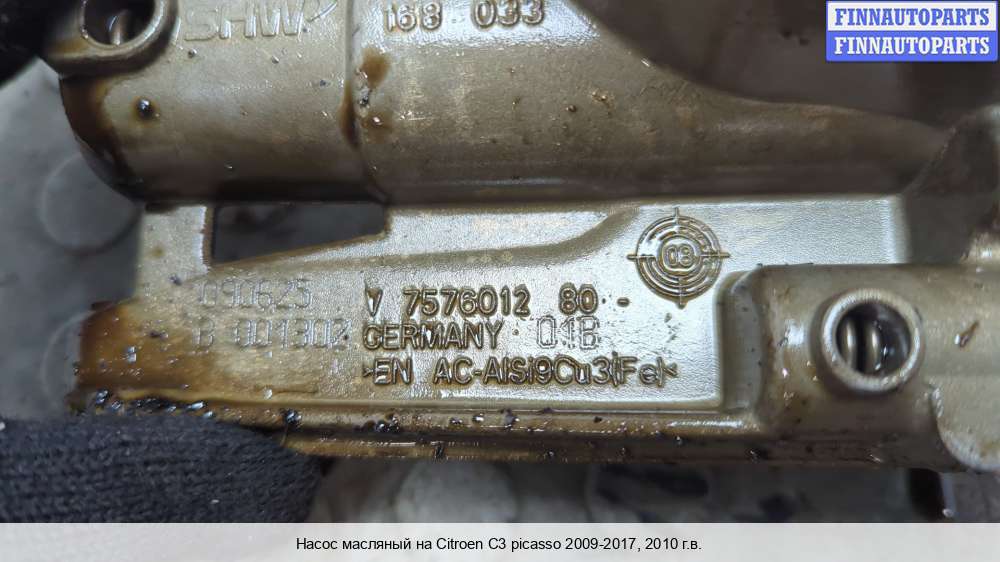 FINNAUTOPARTS
FINNAUTOPARTS
SHW
168 033
03
090625
B 001302
V 7576012 80 -
GERMANY 01B
>EN AC-AlSi9Cu3(Fe)<
Насос масляный на Citroen C3 picasso 2009-2017, 2010 г.в.